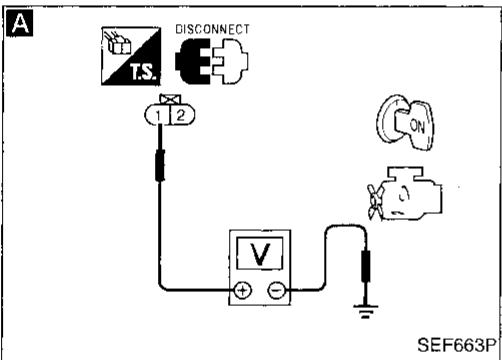 A
DISCONNECT
T.S.
1 2
ON
V
+ −
SEF663P